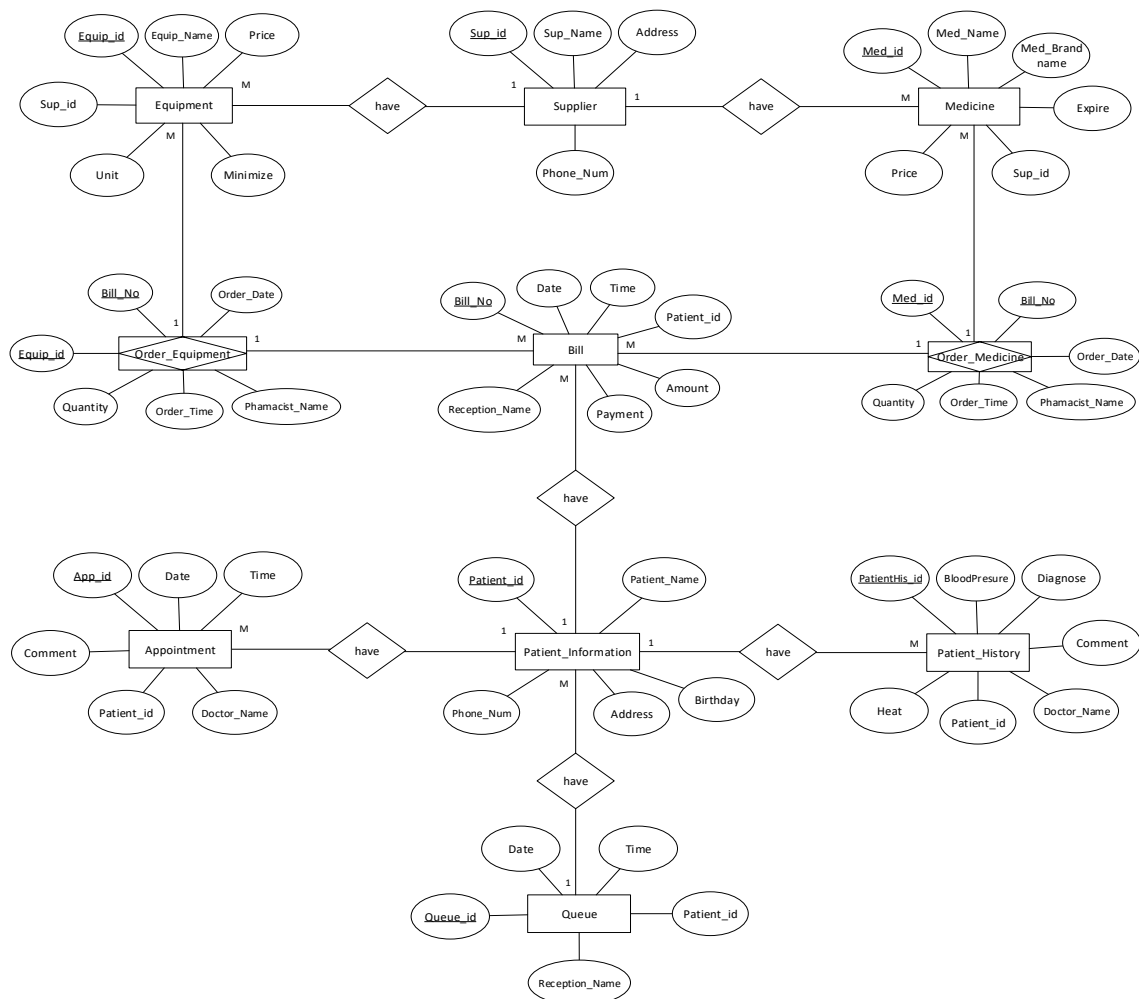 Equip_id
Equip_Name
Price
Sup_id
Sup_Name
Address
Med_id
Med_Name
Med_Brand
name
Sup_id
M
Equipment
have
1
Supplier
1
have
M
Medicine
Expire
M
M
Unit
Minimize
Phone_Num
Price
Sup_id
Bill_No
Order_Date
Bill_No
Date
Time
Patient_id
Med_id
Bill_No
1
1
Equip_id
Order_Equipment
1
M
Bill
M
1
Order_Medicine
Order_Date
M
Quantity
Order_Time
Phamacist_Name
Reception_Name
Payment
Amount
Quantity
Order_Time
Phamacist_Name
have
App_id
Date
Time
Patient_id
Patient_Name
PatientHis_id
BloodPresure
Diagnose
Comment
Appointment
M
have
1
1
Patient_Information
1
have
M
Patient_History
Comment
M
Patient_id
Doctor_Name
Phone_Num
Address
Birthday
Heat
Patient_id
Doctor_Name
have
Date
Time
1
Queue_id
Queue
Patient_id
Reception_Name